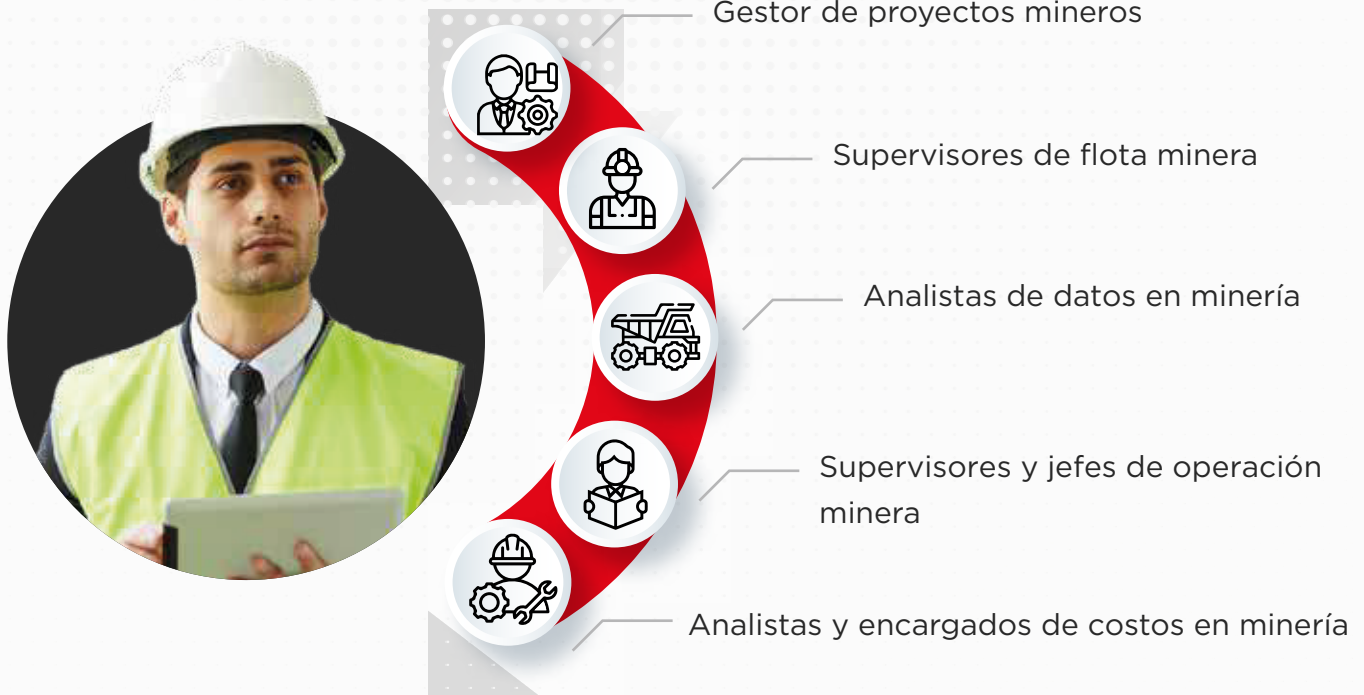 Gestor de proyectos mineros
Supervisores de flota minera
Analistas de datos en minería
Supervisores y jefes de operación
minera
Analistas y encargados de costos en minería